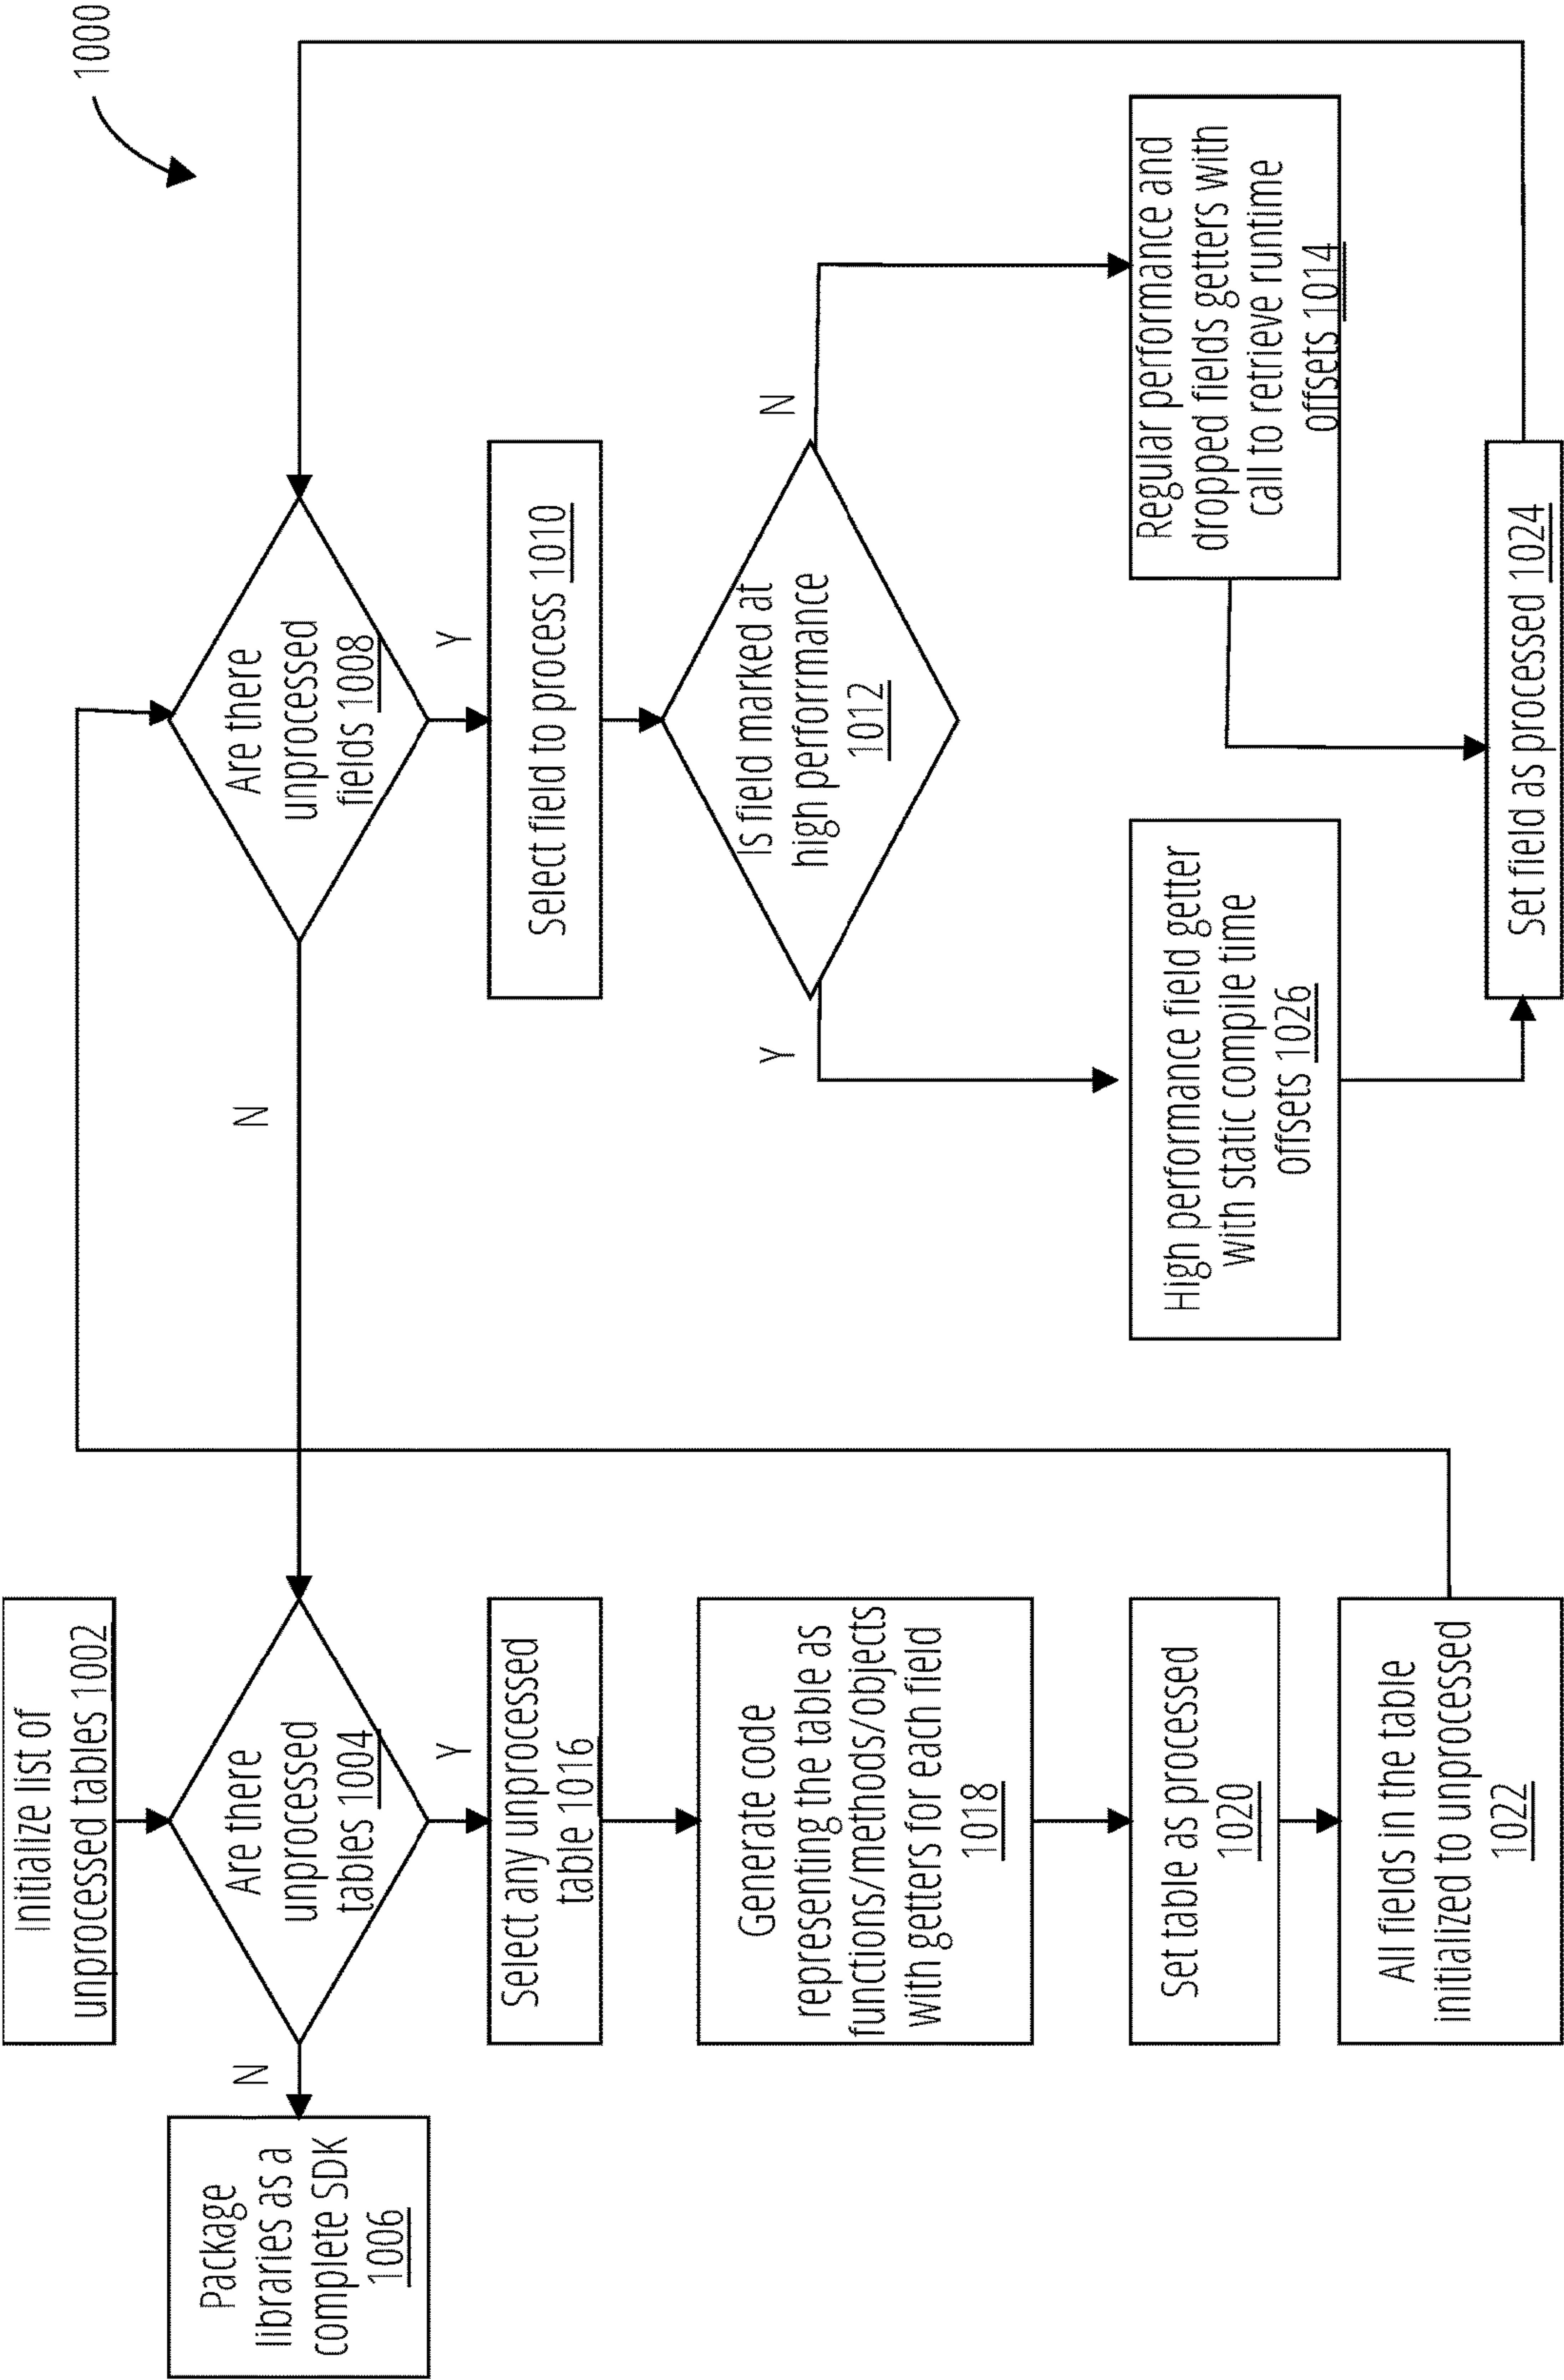 1000
Initialize list of
unprocessed tables 1002
Are there
unprocessed
tables 1004
N
Y
Package
libraries as a
complete SDK
1006
Select any unprocessed
table 1016
Generate code
representing the table as
functions/methods/objects
with getters for each field
1018
Set table as processed
1020
All fields in the table
initialized to unprocessed
1022
Are there
unprocessed
fields 1008
N
Y
Select field to process 1010
Is field marked at
high performance
1012
Y
N
High performance field getter
with static compile time
offsets 1026
Regular performance and
dropped fields getters with
call to retrieve runtime
offsets 1014
Set field as processed 1024